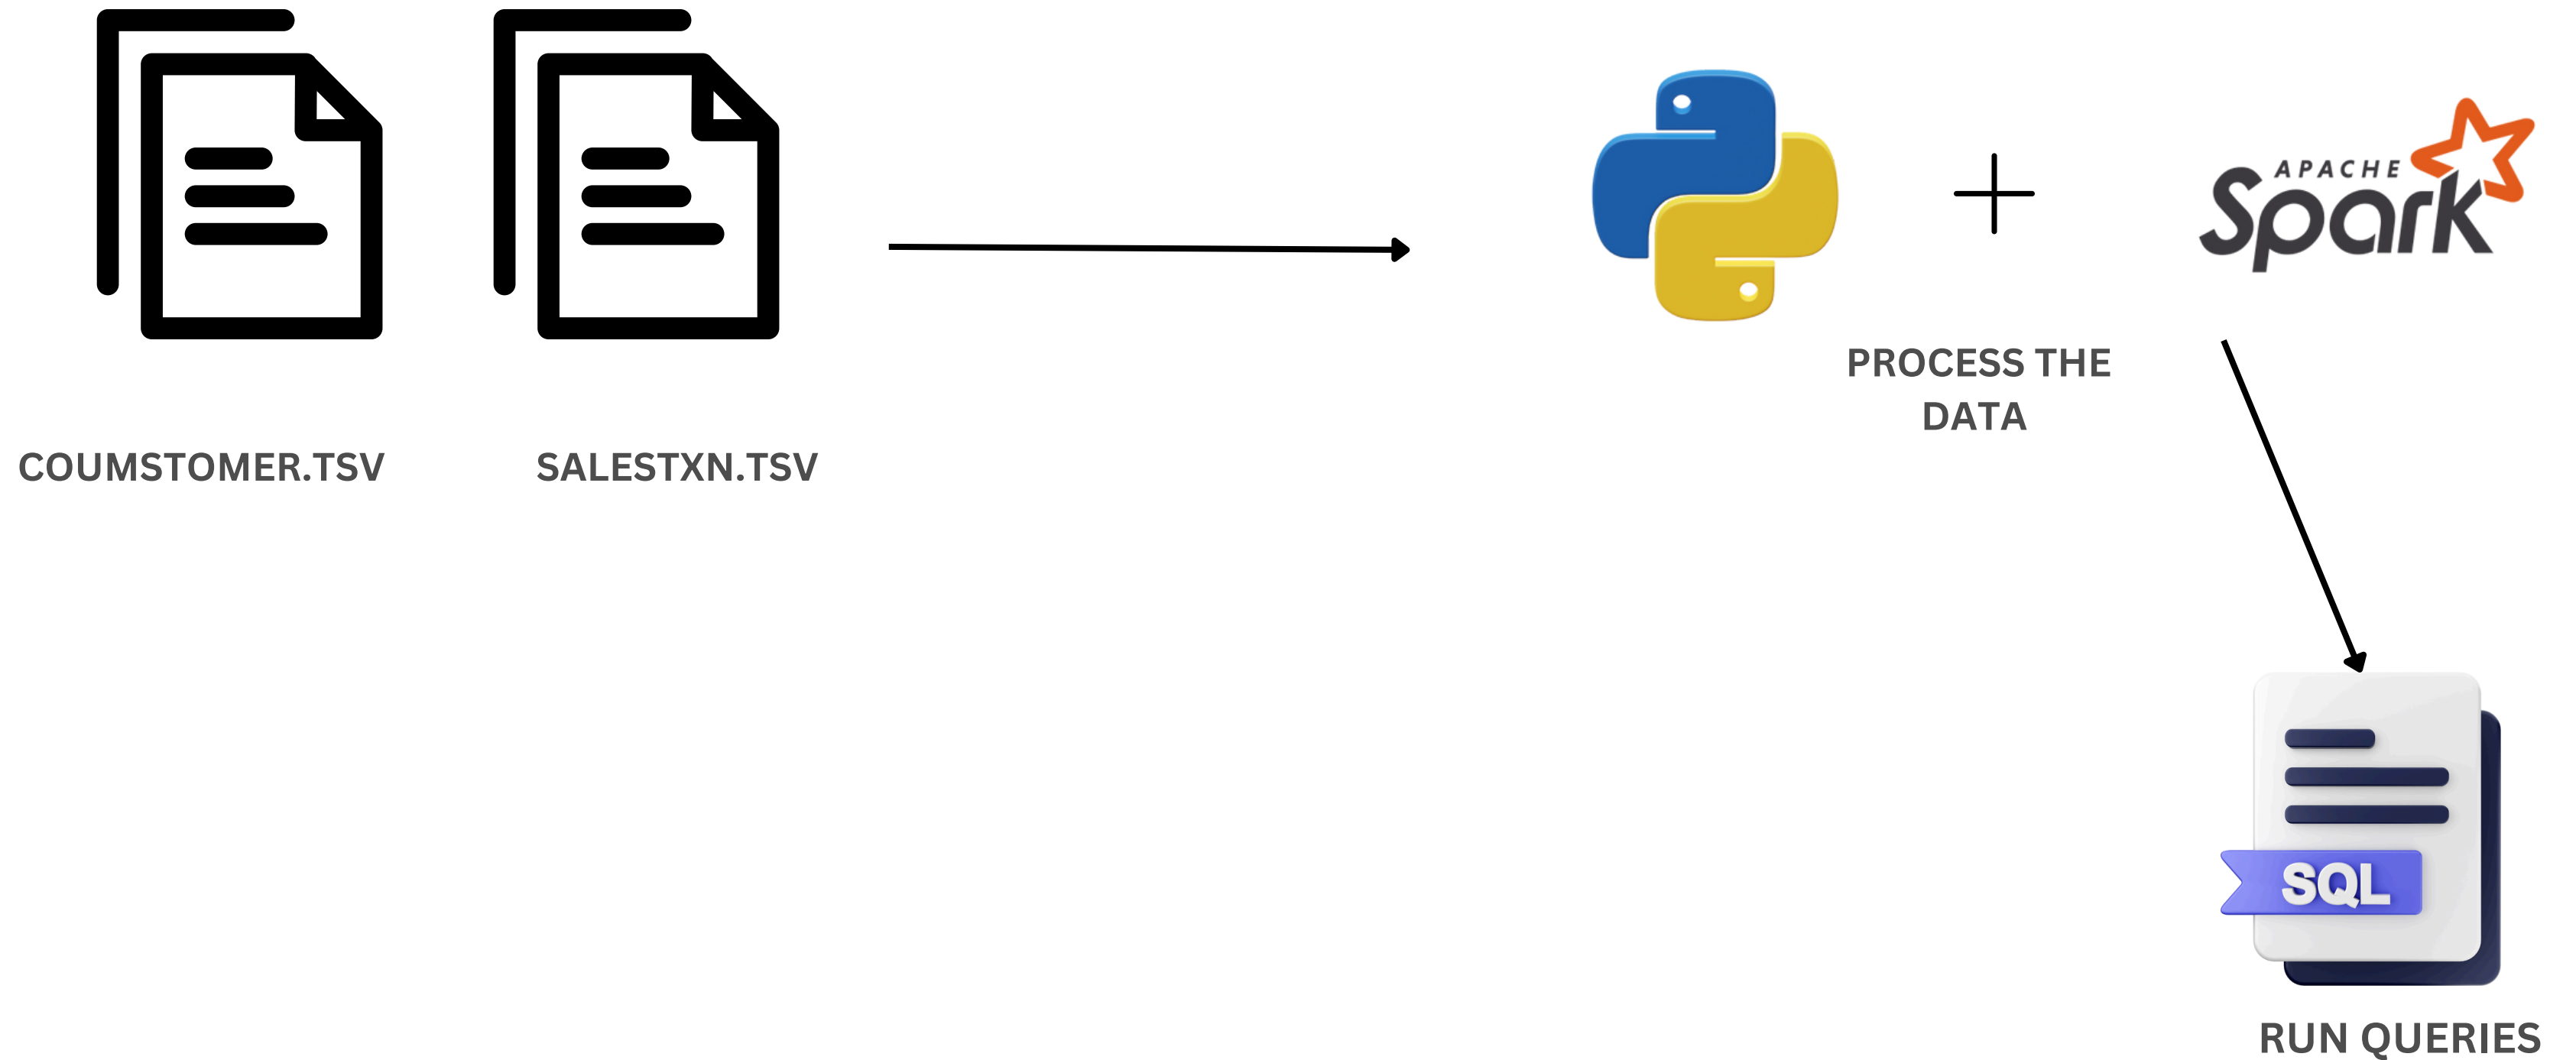 APACHE
Spark
PROCESS THE
DATA
COUMSTOMER.TSV
SALESTXN.TSV
SQL
RUN QUERIES